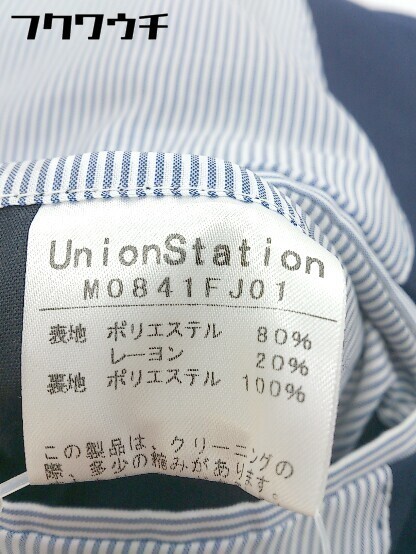 フクワウチ
UnionStation
M0841FJ01
表地 ポリエステル 80%
レーヨン 20%
裏地 ポリエステル 100%
この製品は、クリーニングの
際、多少の縮みがあります。